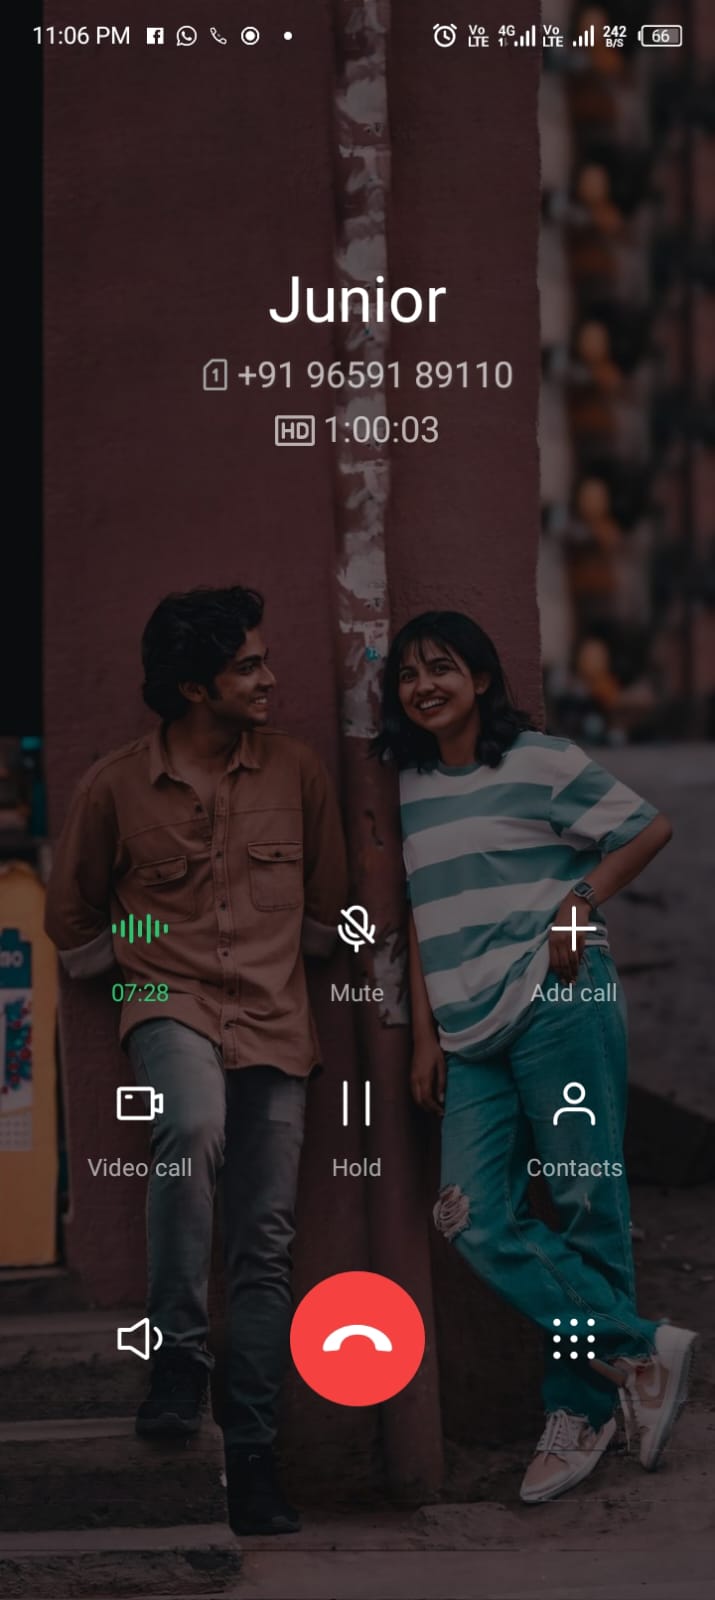 11:06 PM
Vo LTE 4G Vo LTE 242 B/S 66
Junior
1 +91 96591 89110
HD 1:00:03
07:28 Mute Add call
Video call Hold Contacts